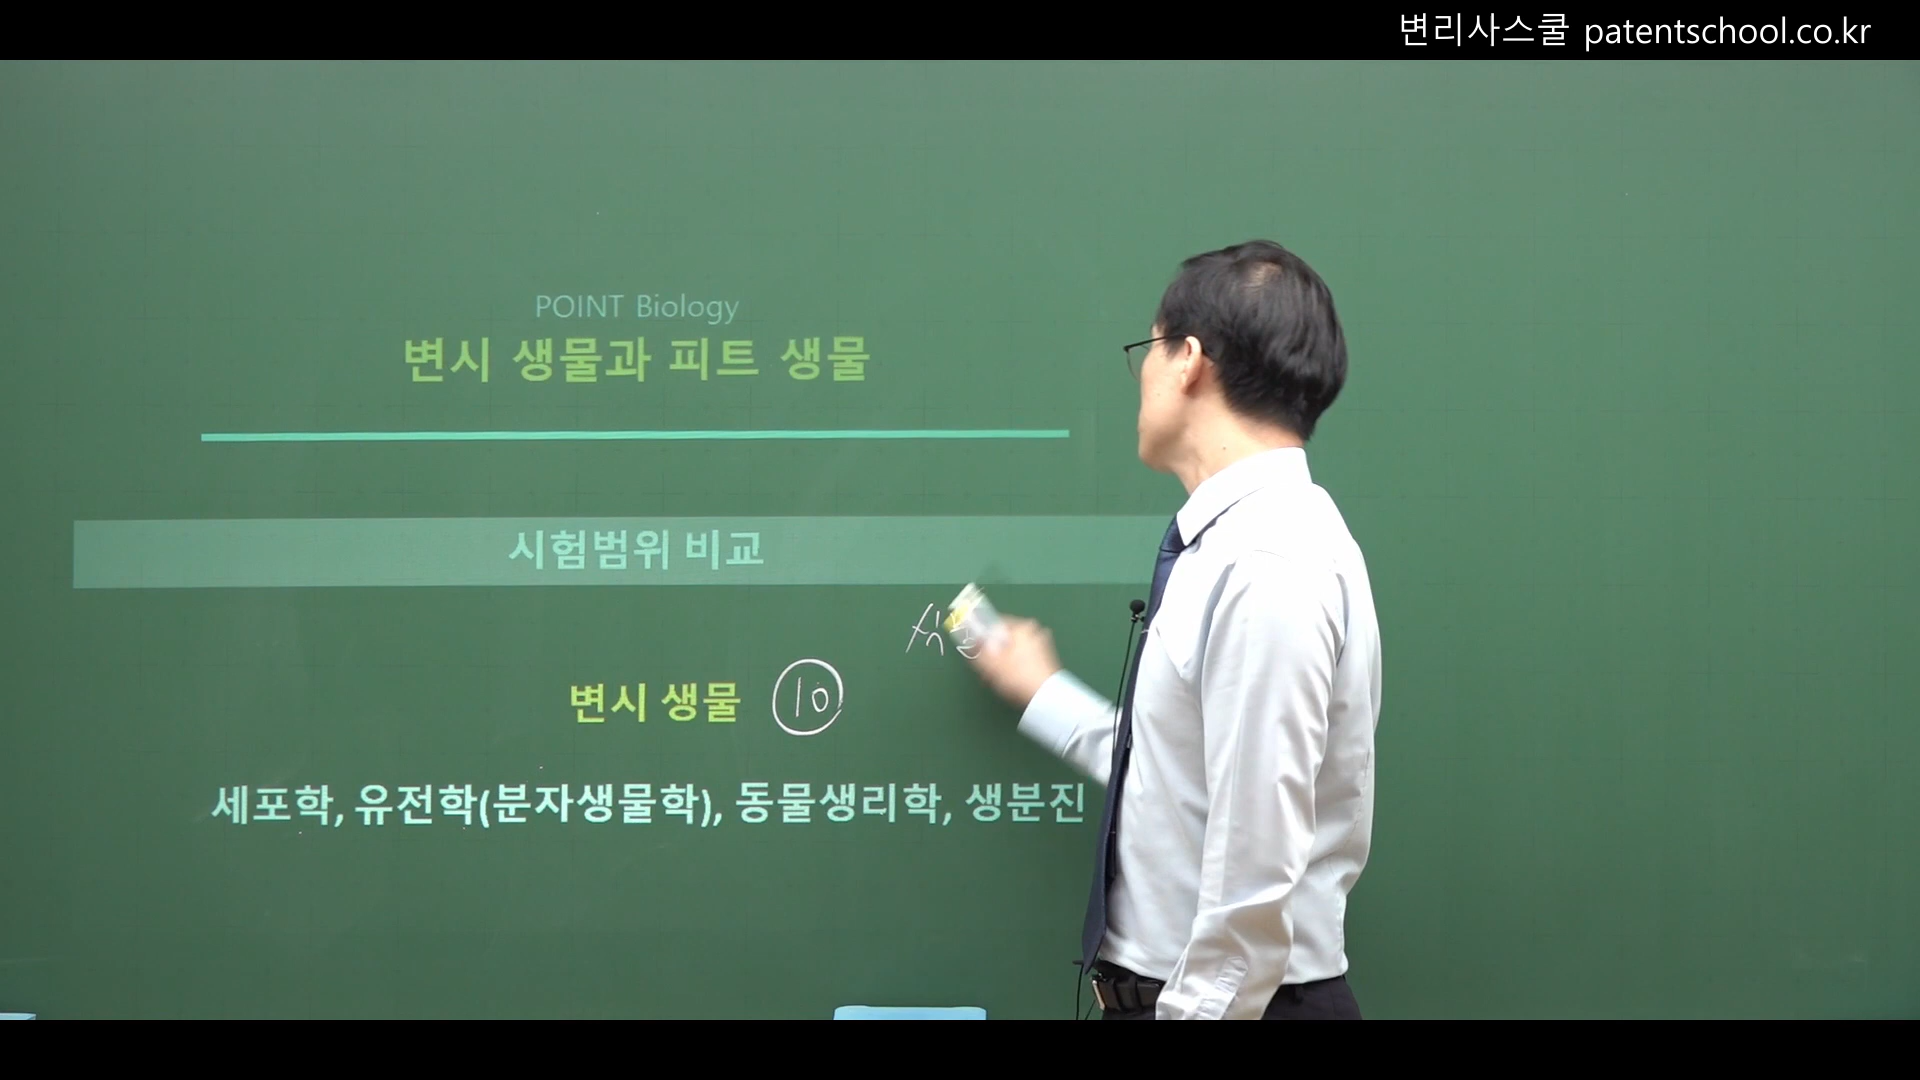 변리사스쿨 patentschool.co.kr
POINT Biology
변시 생물과 피트 생물
시험범위 비교
식물
변시 생물 10
세포학, 유전학(분자생물학), 동물생리학, 생분진